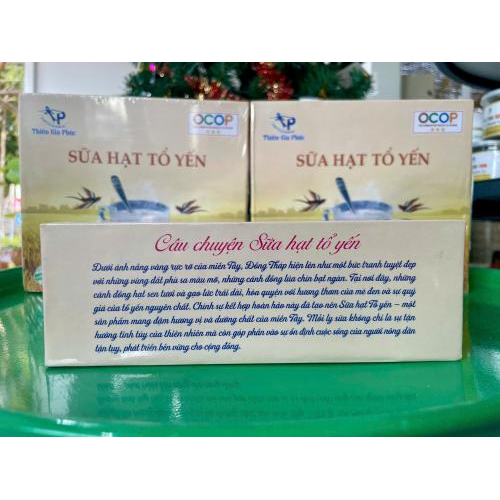 Thiên Gia Phúc
OCOP
SỮA HẠT TỔ YẾN
Thiên Gia Phúc
OCOP
SỮA HẠT TỔ YẾN
Câu chuyện Sữa hạt tổ yến
Dưới ánh nắng vàng rực rỡ của miền Tây, Đồng Tháp hiện lên như một bức tranh tuyệt đẹp
với những vùng đất phù sa màu mỡ, những cánh đồng lúa chín bạt ngàn. Tại nơi đây, những
cánh đồng hạt sen tươi và gạo lức trải dài, hòa quyện với hương thơm của mè đen và sự quý
giá của tổ yến nguyên chất. Chính sự kết hợp hoàn hảo này đã tạo nên Sữa hạt Tổ yến – một
sản phẩm mang đậm hương vị và dưỡng chất của miền Tây. Mỗi ly sữa không chỉ là sự tận
hưởng tinh túy của thiên nhiên mà còn góp phần vào sự ổn định cuộc sống của người nông dân
tận tụy, phát triển bền vững cho cộng đồng.